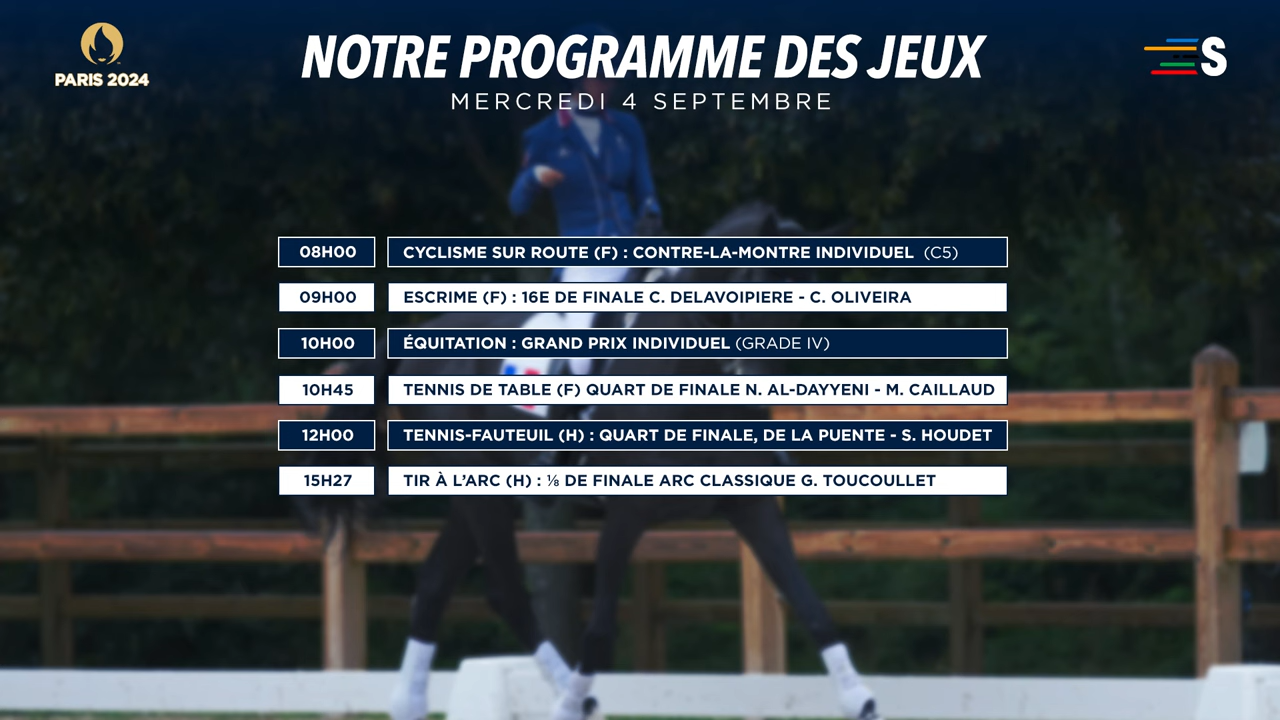 PARIS 2024
NOTRE PROGRAMME DES JEUX
S
MERCREDI 4 SEPTEMBRE
08H00 CYCLISME SUR ROUTE (F) : CONTRE-LA-MONTRE INDIVIDUEL (C5)
09H00 ESCRIME (F) : 16E DE FINALE C. DELAVOIPIERE - C. OLIVEIRA
10H00 ÉQUITATION : GRAND PRIX INDIVIDUEL (GRADE IV)
10H45 TENNIS DE TABLE (F) QUART DE FINALE N. AL-DAYYENI - M. CAILLAUD
12H00 TENNIS-FAUTEUIL (H) : QUART DE FINALE, DE LA PUENTE - S. HOUDET
15H27 TIR À L'ARC (H) : ⅛ DE FINALE ARC CLASSIQUE G. TOUCOULLET